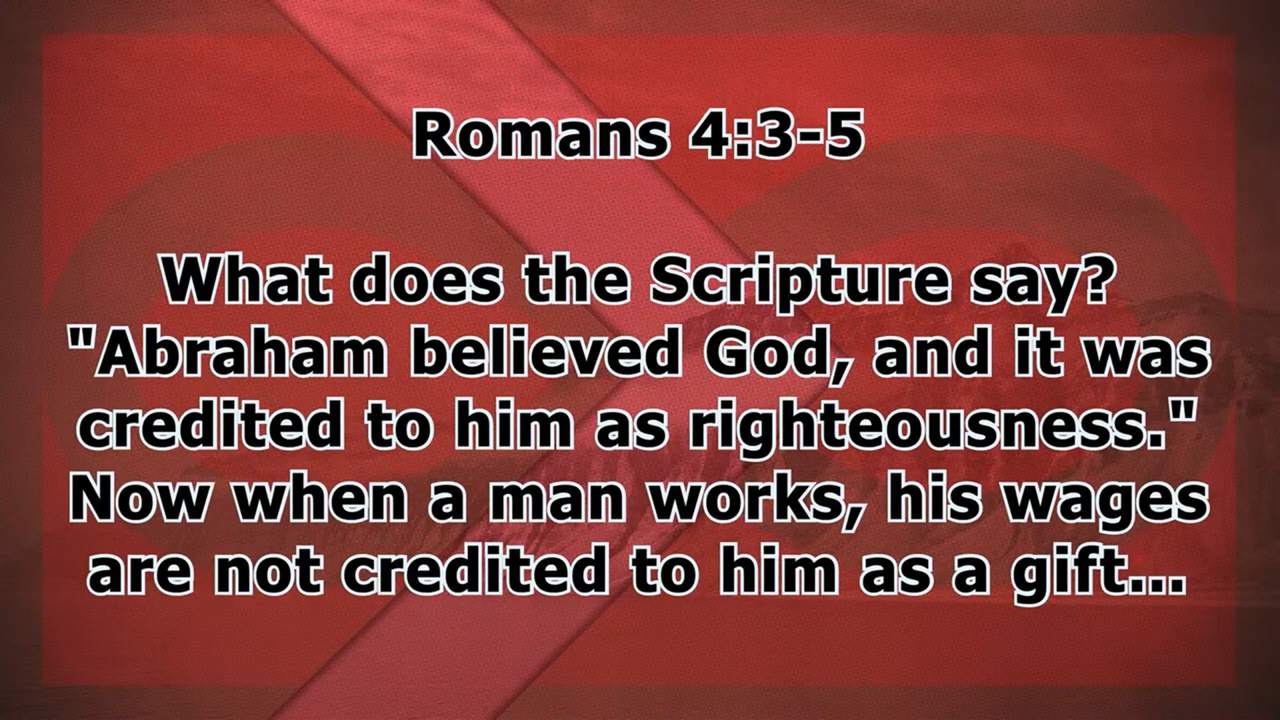 Romans 4:3-5
What does the Scripture say?
"Abraham believed God, and it was
credited to him as righteousness."
Now when a man works, his wages
are not credited to him as a gift...